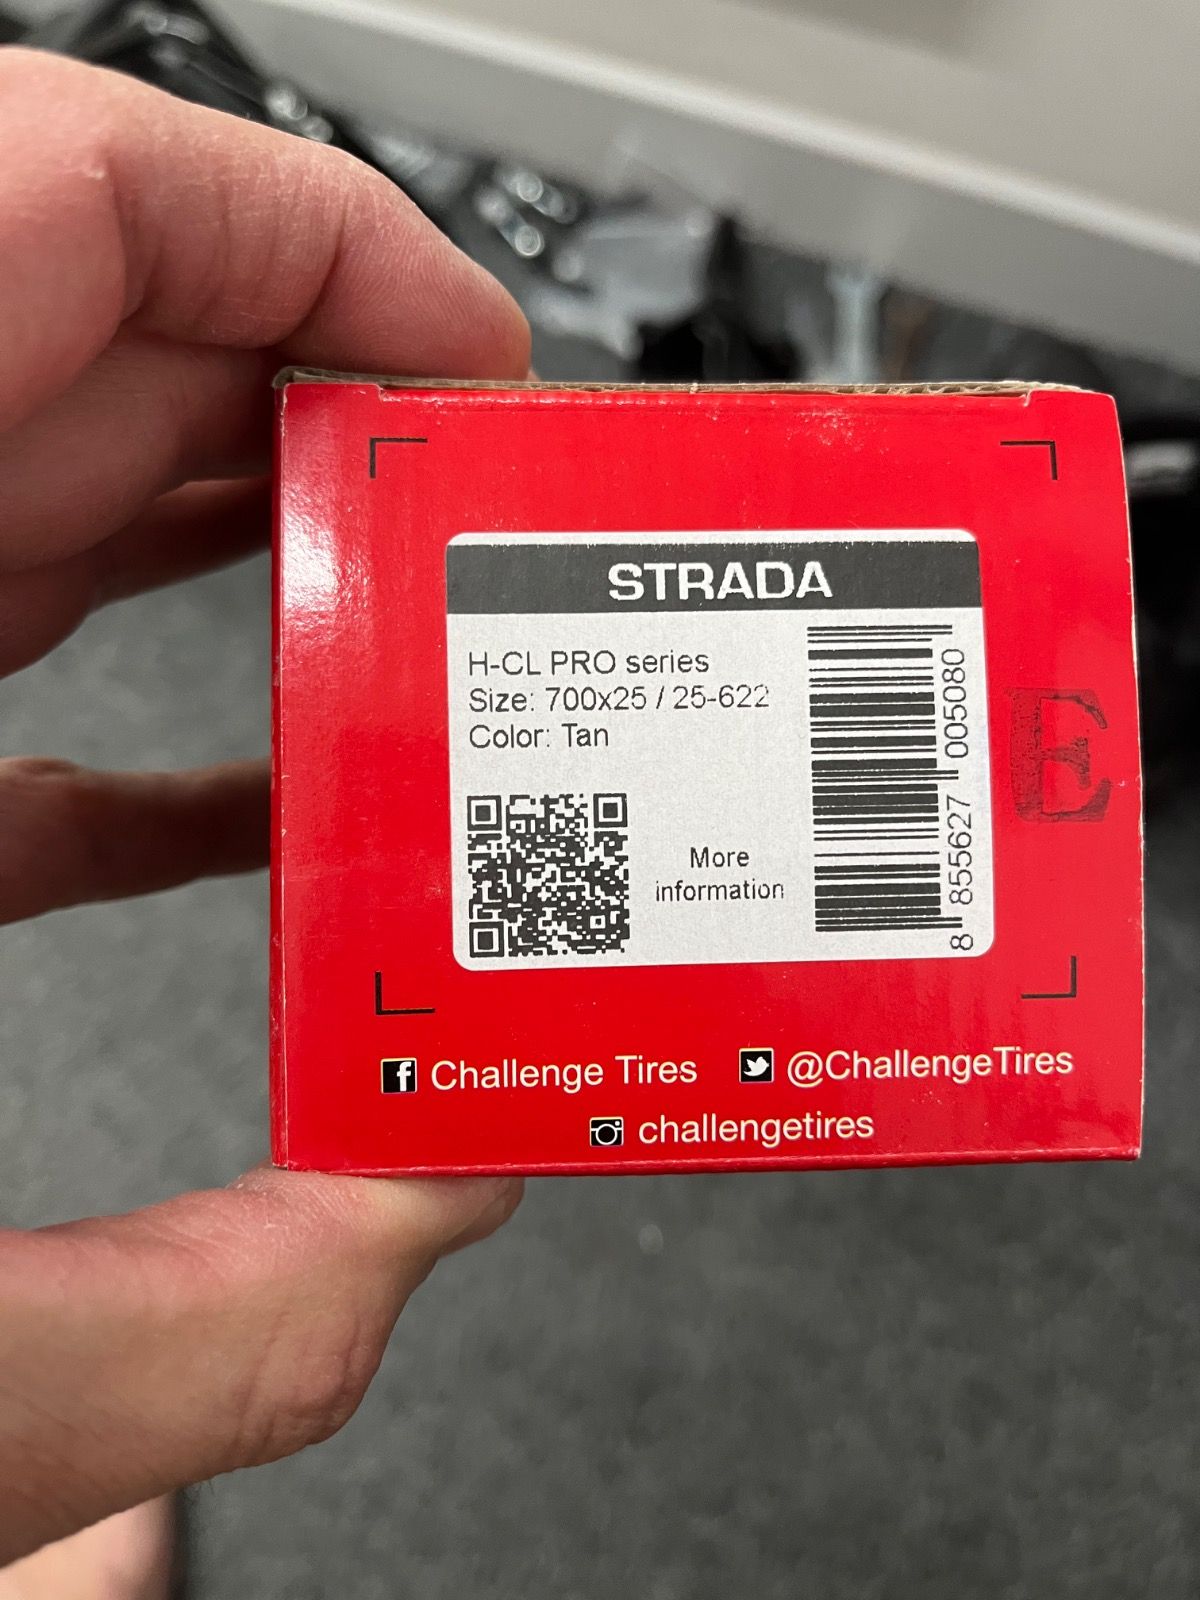 STRADA
H-CL PRO series
Size: 700x25 / 25-622
Color: Tan
More
information
8 855627 005080
E
Challenge Tires
@ChallengeTires
challengetires